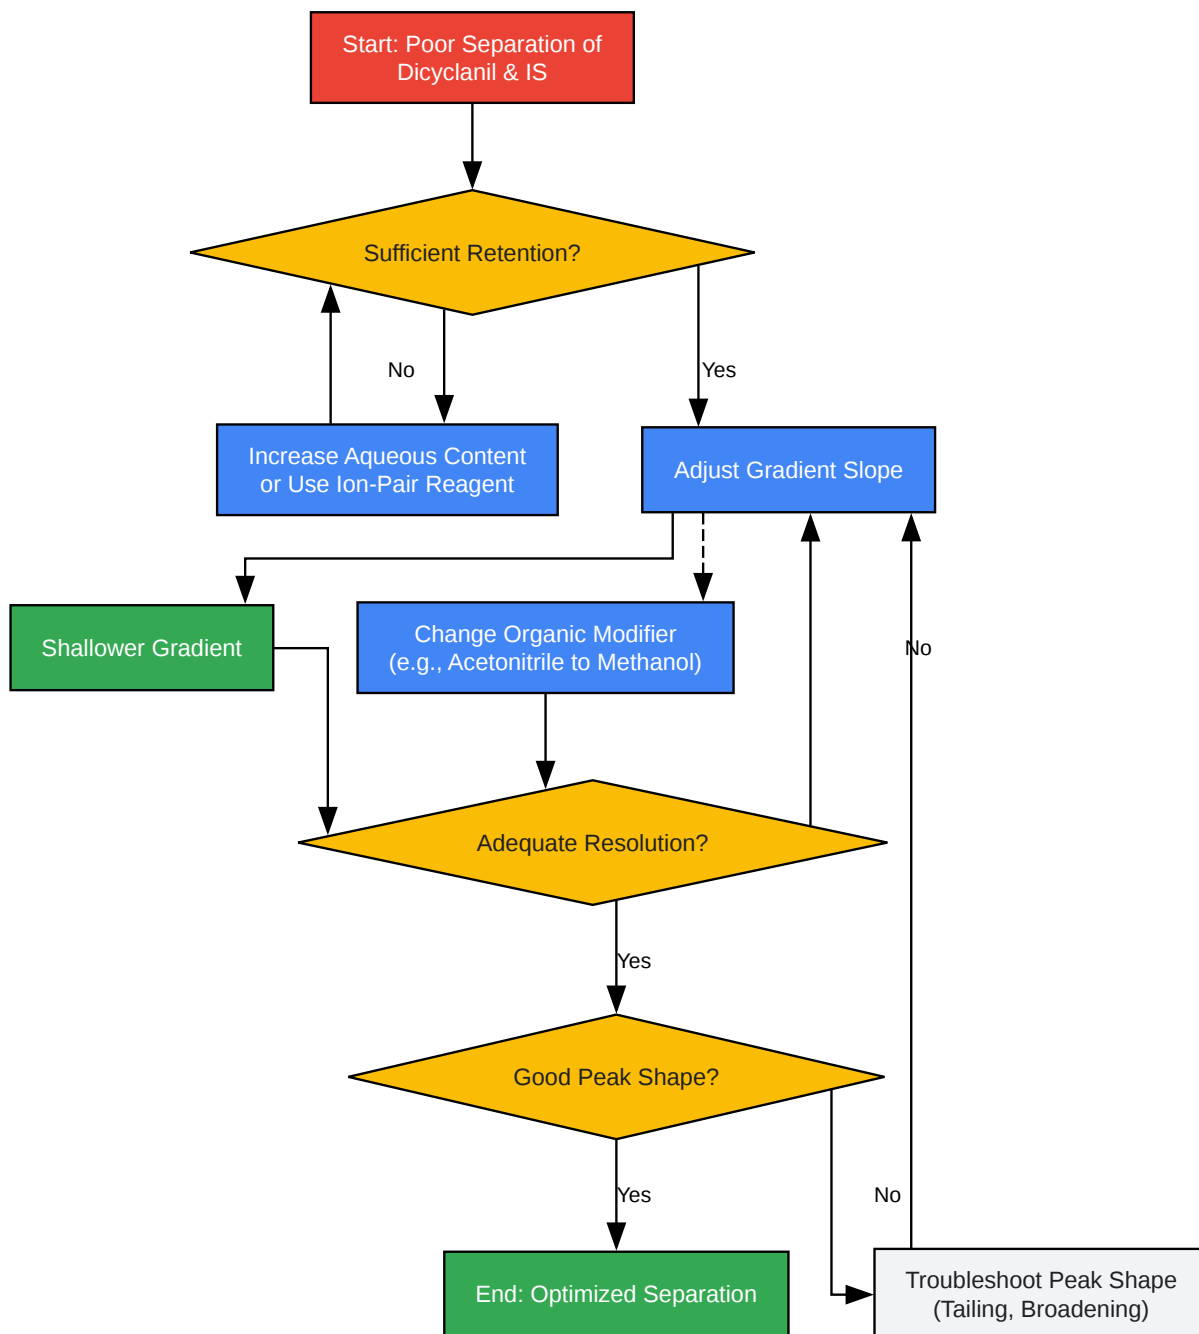 Start: Poor Separation of
Dicyclanil & IS
Sufficient Retention?
No
Yes
Increase Aqueous Content
or Use Ion-Pair Reagent
Adjust Gradient Slope
Shallower Gradient
Change Organic Modifier
(e.g., Acetonitrile to Methanol)
No
Adequate Resolution?
Yes
Good Peak Shape?
Yes
No
End: Optimized Separation
Troubleshoot Peak Shape
(Tailing, Broadening)